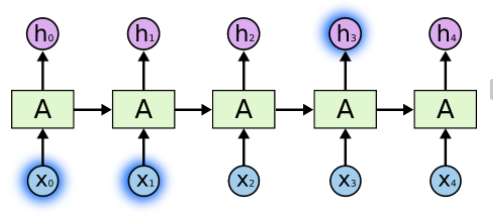 h₀ h₁ h₂ h₃ h₄
A A A A A
x₀ x₁ x₂ x₃ x₄